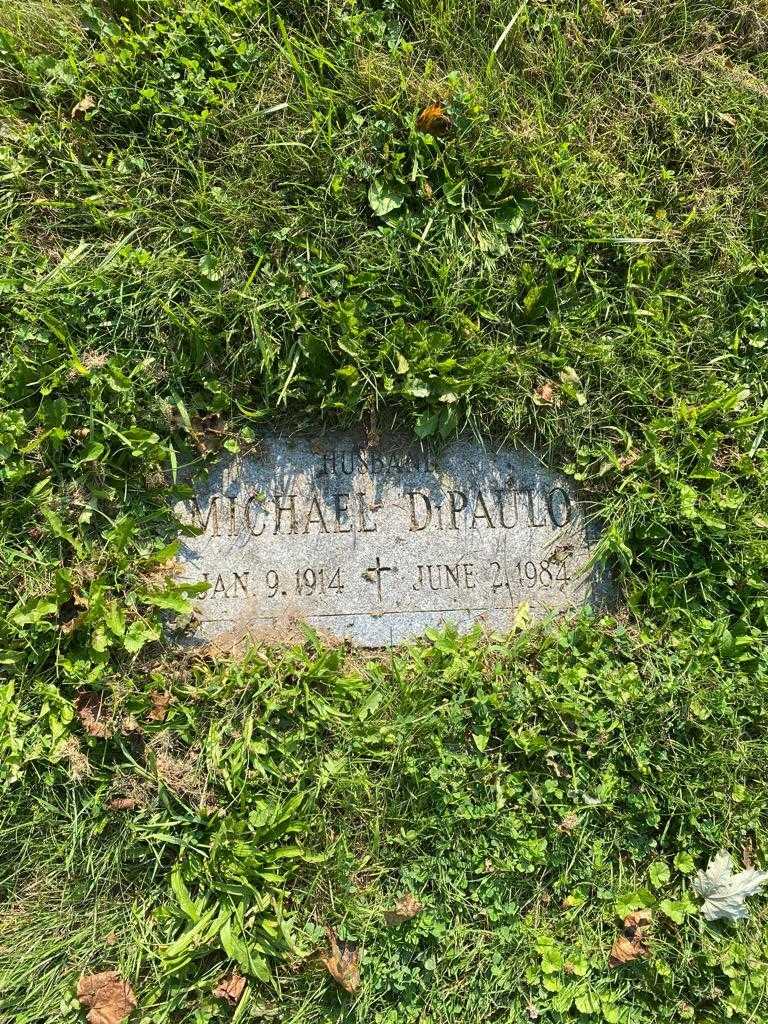 HUSBAND
MICHAEL DIPAULO
JAN. 9. 1914 † JUNE 2. 1984